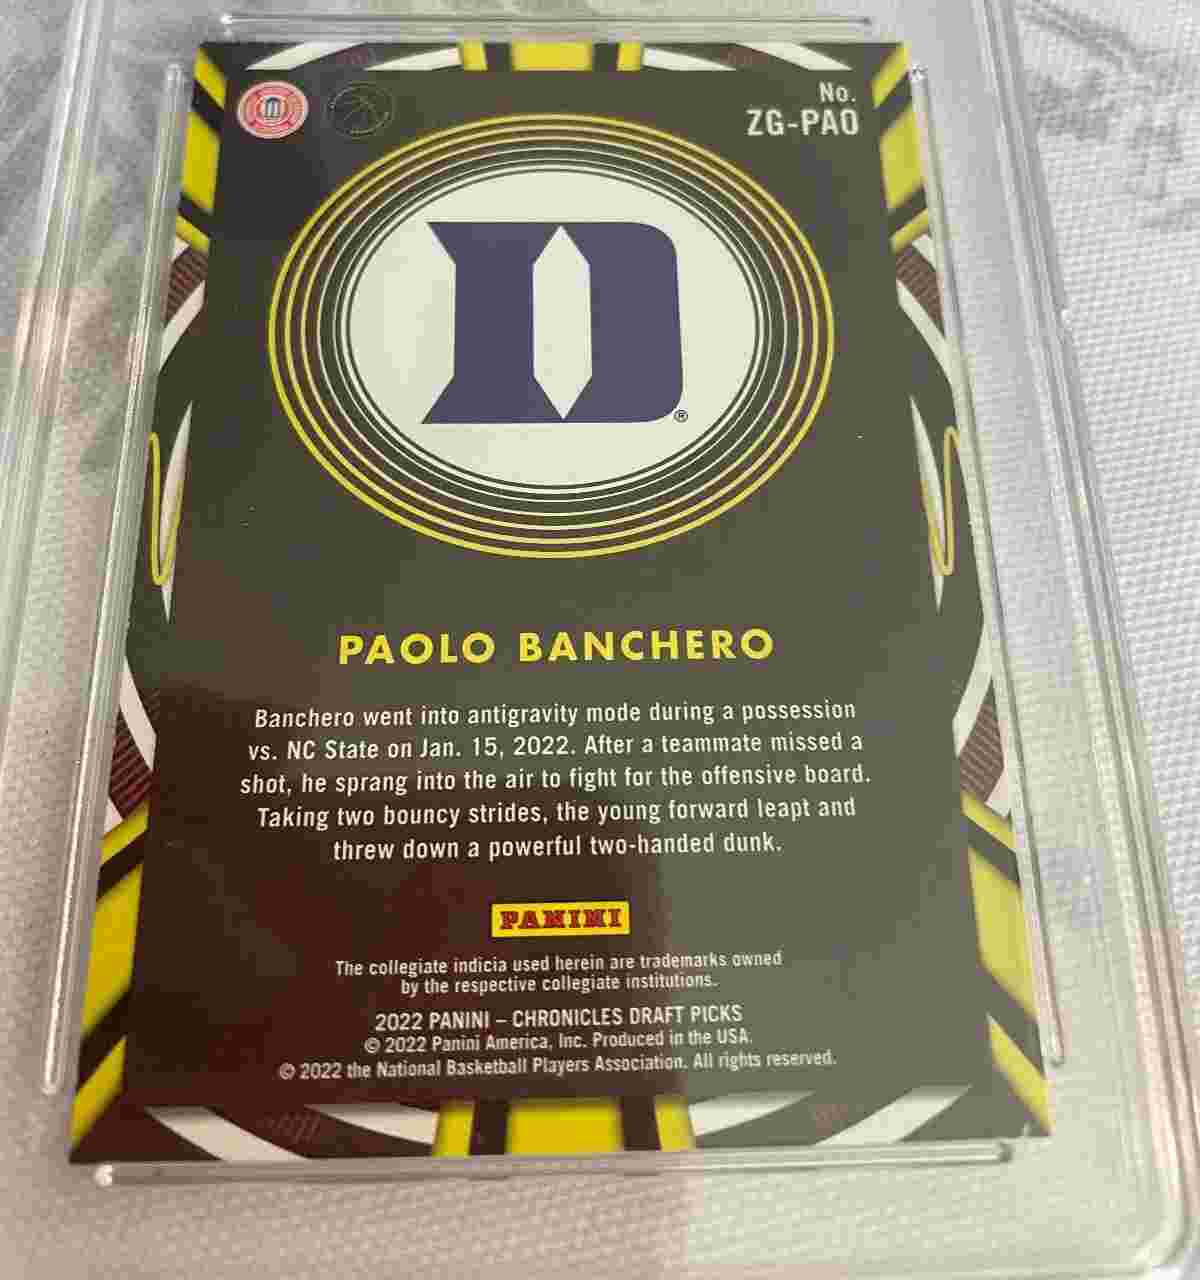 No.
ZG-PAO
D
®
PAOLO BANCHERO
Banchero went into antigravity mode during a possession
vs. NC State on Jan. 15, 2022. After a teammate missed a
shot, he sprang into the air to fight for the offensive board.
Taking two bouncy strides, the young forward leapt and
threw down a powerful two-handed dunk.
PANINI
The collegiate indicia used herein are trademarks owned
by the respective collegiate institutions.
2022 PANINI – CHRONICLES DRAFT PICKS
© 2022 Panini America, Inc. Produced in the USA.
© 2022 the National Basketball Players Association. All rights reserved.